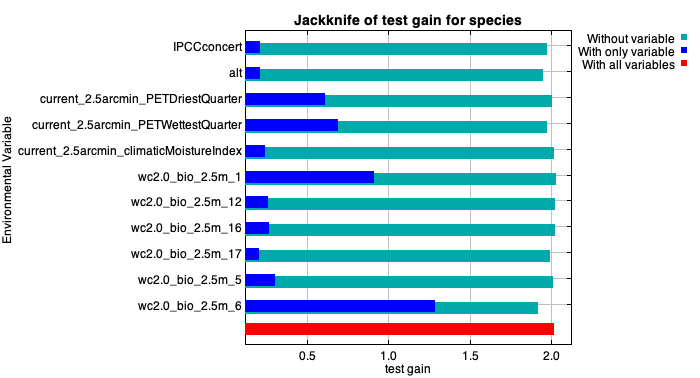 Jackknife of test gain for species
Without variable
With only variable
With all variables
Environmental Variable
IPCCconcert
alt
current_2.5arcmin_PETDriestQuarter
current_2.5arcmin_PETWettestQuarter
current_2.5arcmin_climaticMoistureIndex
wc2.0_bio_2.5m_1
wc2.0_bio_2.5m_12
wc2.0_bio_2.5m_16
wc2.0_bio_2.5m_17
wc2.0_bio_2.5m_5
wc2.0_bio_2.5m_6
0.5 1.0 1.5 2.0
test gain